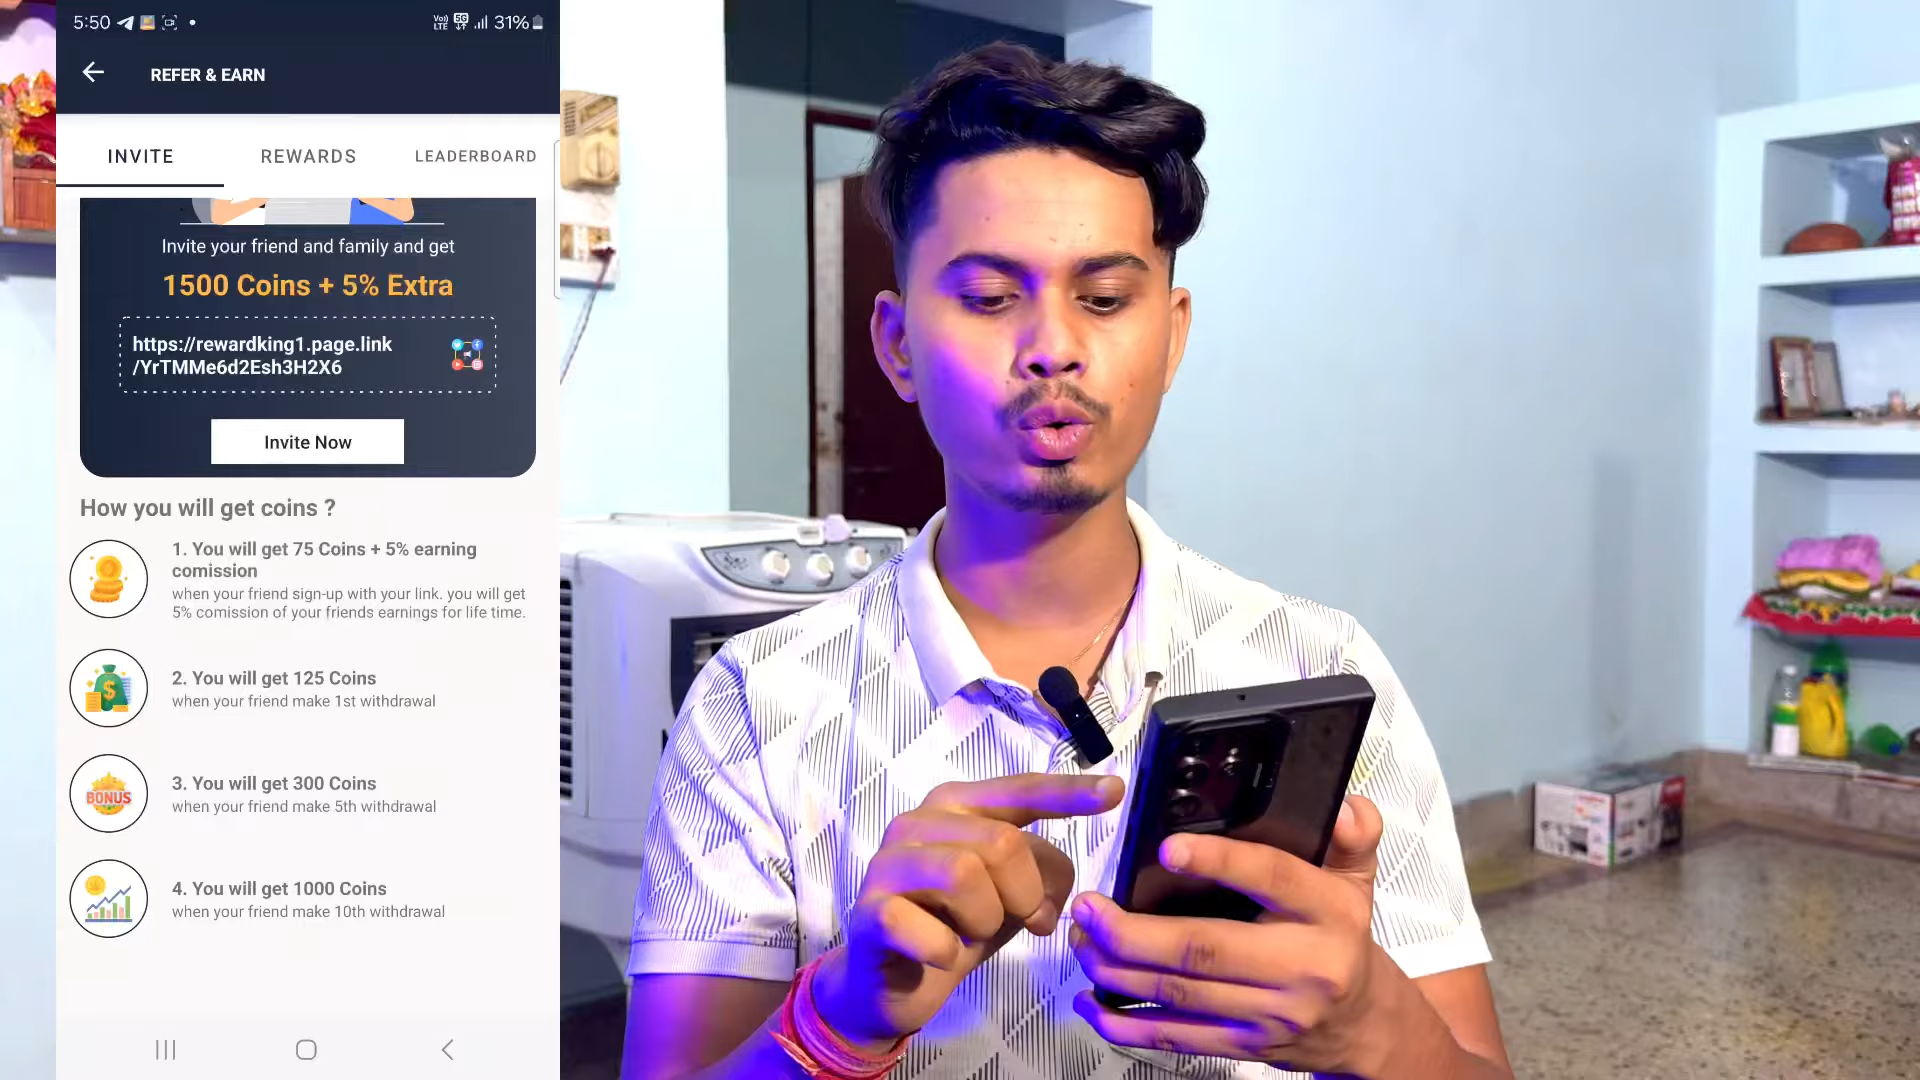 5:50
Vo))
LTE
5G
31%
REFER & EARN
INVITE
REWARDS
LEADERBOARD
Invite your friend and family and get
1500 Coins + 5% Extra
https://rewardking1.page.link
/YrTMMe6d2Esh3H2X6
Invite Now
How you will get coins ?
1. You will get 75 Coins + 5% earning
comission
when your friend sign-up with your link. you will get
5% comission of your friends earnings for life time.
2. You will get 125 Coins
when your friend make 1st withdrawal
BONUS
3. You will get 300 Coins
when your friend make 5th withdrawal
4. You will get 1000 Coins
when your friend make 10th withdrawal